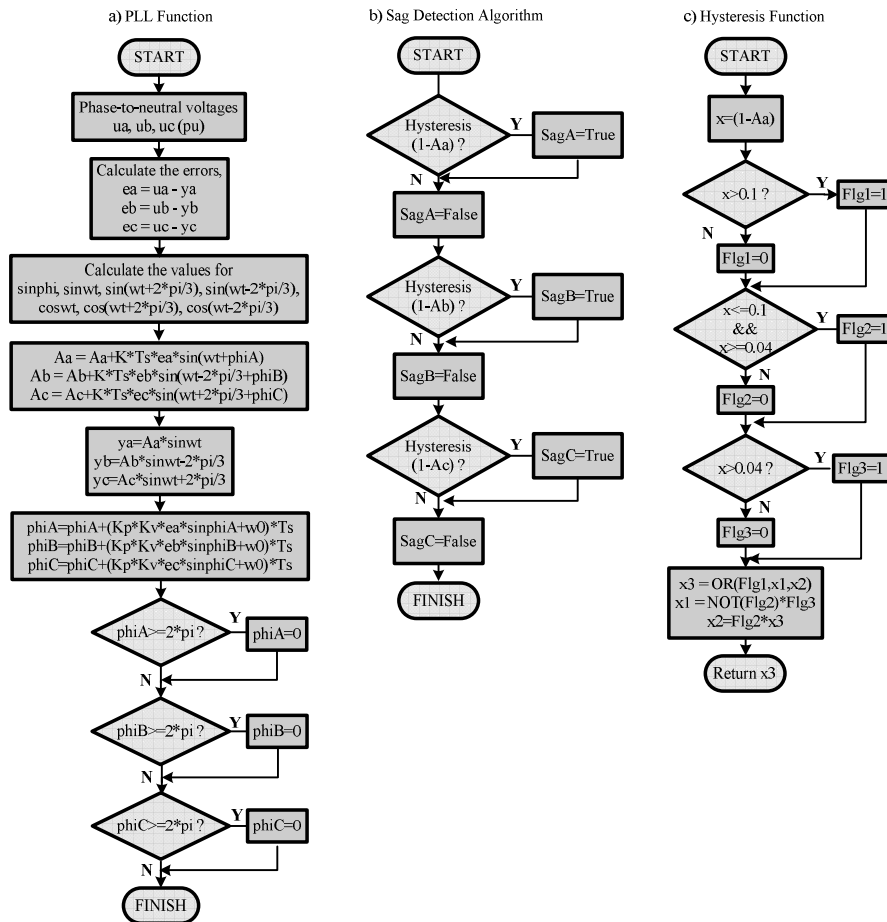 a) PLL Function
START
Phase-to-neutral voltages
ua, ub, uc (pu)
Calculate the errors,
ea = ua - ya
eb = ub - yb
ec = uc - yc
Calculate the values for
sinphi, sinwt, sin(wt+2*pi/3), sin(wt-2*pi/3),
coswt, cos(wt+2*pi/3), cos(wt-2*pi/3)
Aa = Aa+K*Ts*ea*sin(wt+phiA)
Ab = Ab+K*Ts*eb*sin(wt-2*pi/3+phiB)
Ac = Ac+K*Ts*ec*sin(wt+2*pi/3+phiC)
ya=Aa*sinwt
yb=Ab*sinwt-2*pi/3
yc=Ac*sinwt+2*pi/3
phiA=phiA+(Kp*Kv*ea*sinphiA+w0)*Ts
phiB=phiB+(Kp*Kv*eb*sinphiB+w0)*Ts
phiC=phiC+(Kp*Kv*ec*sinphiC+w0)*Ts
phiA>=2*pi ?
Y
phiA=0
N
phiB>=2*pi ?
Y
phiB=0
N
phiC>=2*pi ?
Y
phiC=0
N
FINISH
b) Sag Detection Algorithm
START
Hysteresis
(1-Aa) ?
Y
SagA=True
N
SagA=False
Hysteresis
(1-Ab) ?
Y
SagB=True
N
SagB=False
Hysteresis
(1-Ac) ?
Y
SagC=True
N
SagC=False
FINISH
c) Hysteresis Function
START
x=(1-Aa)
x>0.1 ?
Y
Flg1=1
N
Flg1=0
x<=0.1
&&
x>=0.04
Y
Flg2=1
N
Flg2=0
x>0.04 ?
Y
Flg3=1
N
Flg3=0
x3 = OR(Flg1,x1,x2)
x1 = NOT(Flg2)*Flg3
x2=Flg2*x3
Return x3